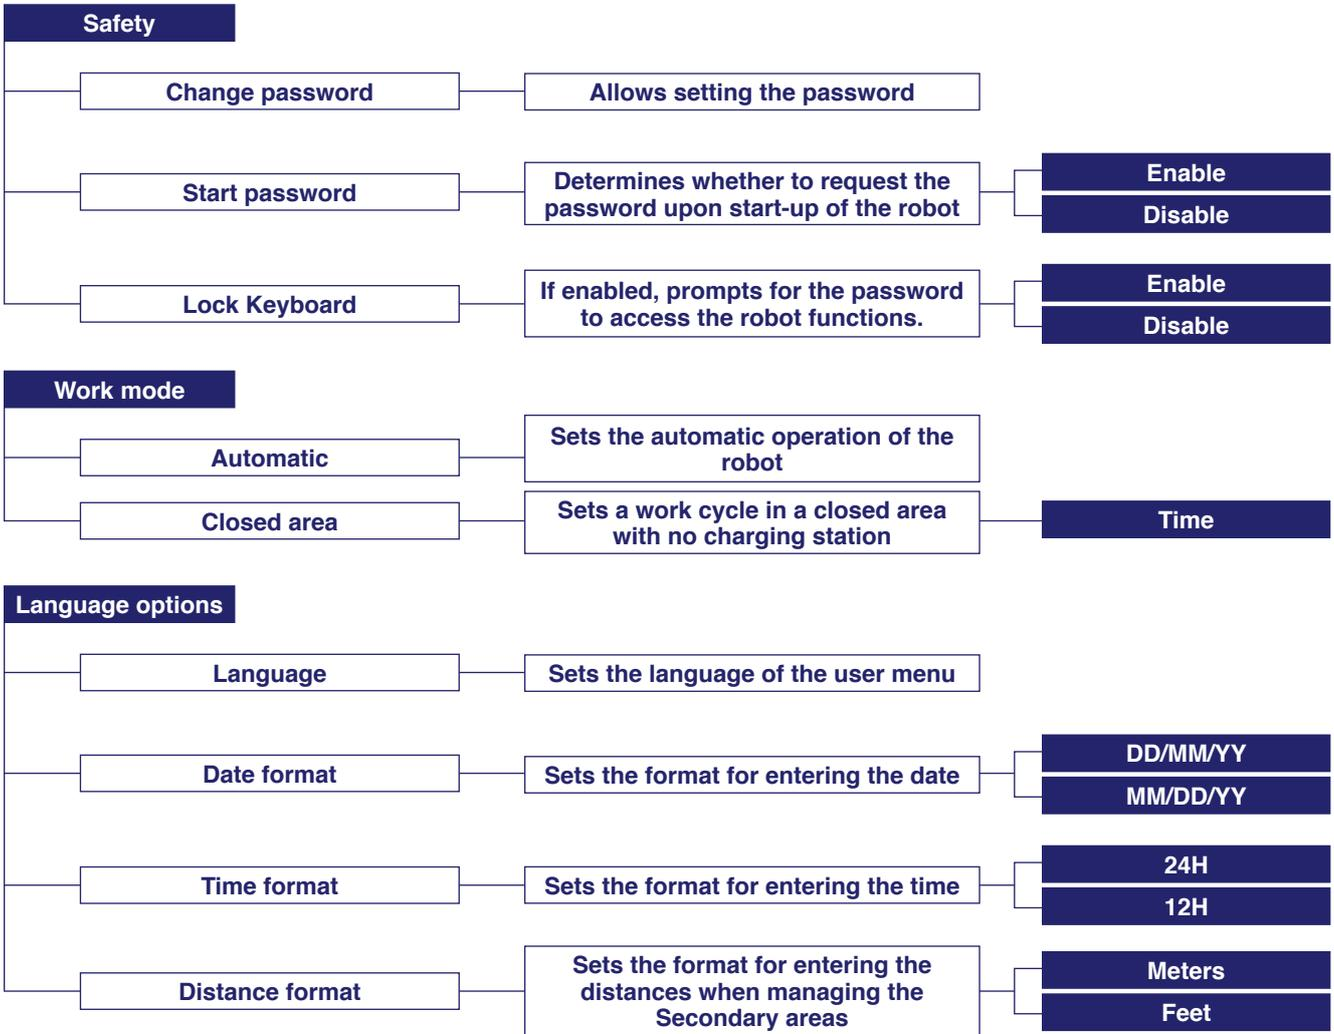 Safety
Change password
Allows setting the password
Start password
Determines whether to request the
password upon start-up of the robot
Enable
Disable
Lock Keyboard
If enabled, prompts for the password
to access the robot functions.
Enable
Disable
Work mode
Automatic
Sets the automatic operation of the
robot
Closed area
Sets a work cycle in a closed area
with no charging station
Time
Language options
Language
Sets the language of the user menu
Date format
Sets the format for entering the date
DD/MM/YY
MM/DD/YY
Time format
Sets the format for entering the time
24H
12H
Distance format
Sets the format for entering the
distances when managing the
Secondary areas
Meters
Feet